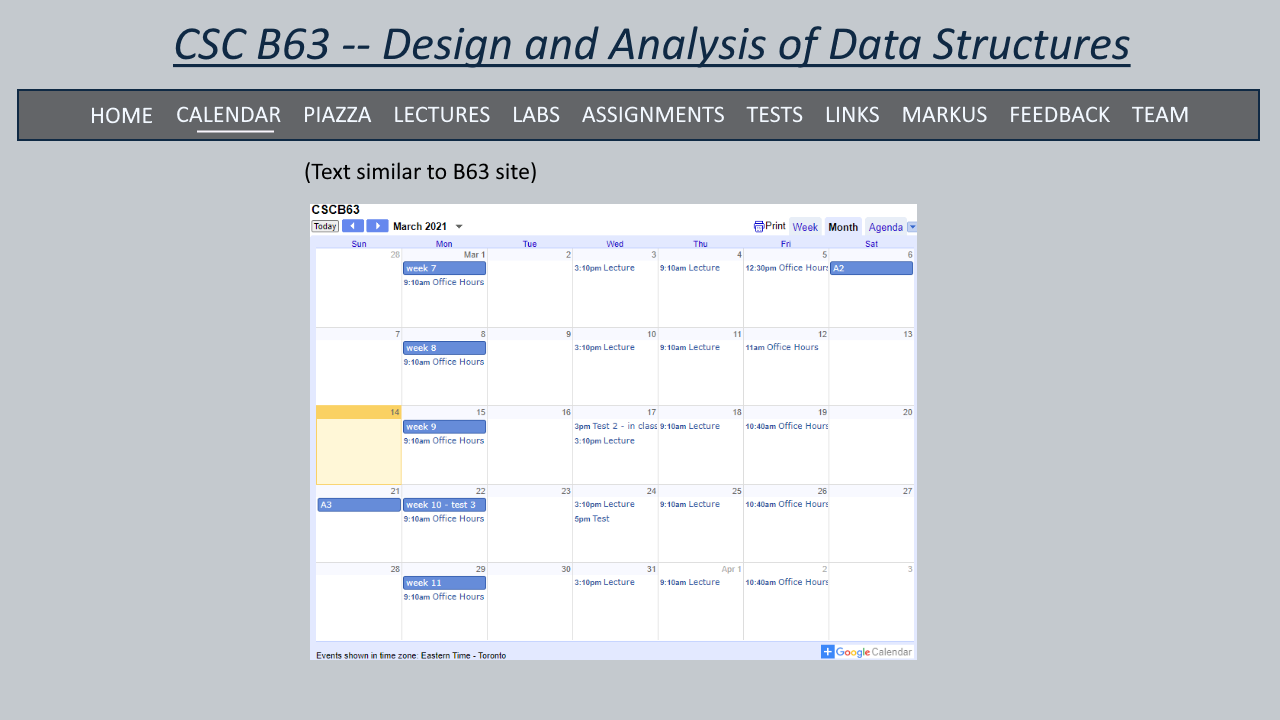 CSC B63 -- Design and Analysis of Data Structures
HOME CALENDAR PIAZZA LECTURES LABS ASSIGNMENTS TESTS LINKS MARKUS FEEDBACK TEAM
(Text similar to B63 site)
CSCB63
Today March 2021 Print Week Month Agenda
Sun Mon Tue Wed Thu Fri Sat
28 Mar 1 2 3 4 5 6
week 7 3:10pm Lecture 9:10am Lecture 12:30pm Office Hours A2
9:10am Office Hours
7 8 9 10 11 12 13
week 8 3:10pm Lecture 9:10am Lecture 11am Office Hours
9:10am Office Hours
14 15 16 17 18 19 20
week 9 3pm Test 2 - in class 9:10am Lecture 10:40am Office Hours
9:10am Office Hours 3:10pm Lecture
21 22 23 24 25 26 27
A3 week 10 - test 3 3:10pm Lecture 9:10am Lecture 10:40am Office Hours
9:10am Office Hours 5pm Test
28 29 30 31 Apr 1 2 3
week 11 3:10pm Lecture 9:10am Lecture 10:40am Office Hours
9:10am Office Hours
Events shown in time zone: Eastern Time - Toronto
Google Calendar